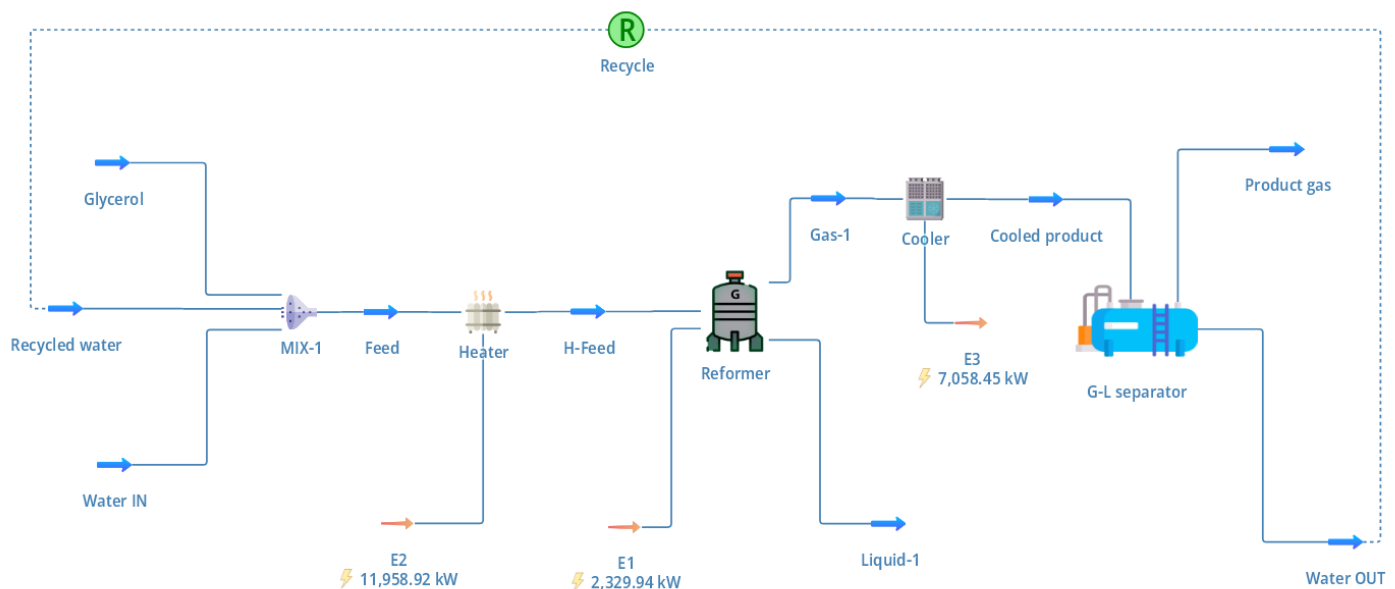 R
Recycle
Glycerol
Product gas
Gas-1
Cooler
Cooled product
G
Recycled water
MIX-1
Feed
Heater
H-Feed
Reformer
E3
7,058.45 kW
G-L separator
Water IN
E2
11,958.92 kW
E1
2,329.94 kW
Liquid-1
Water OUT